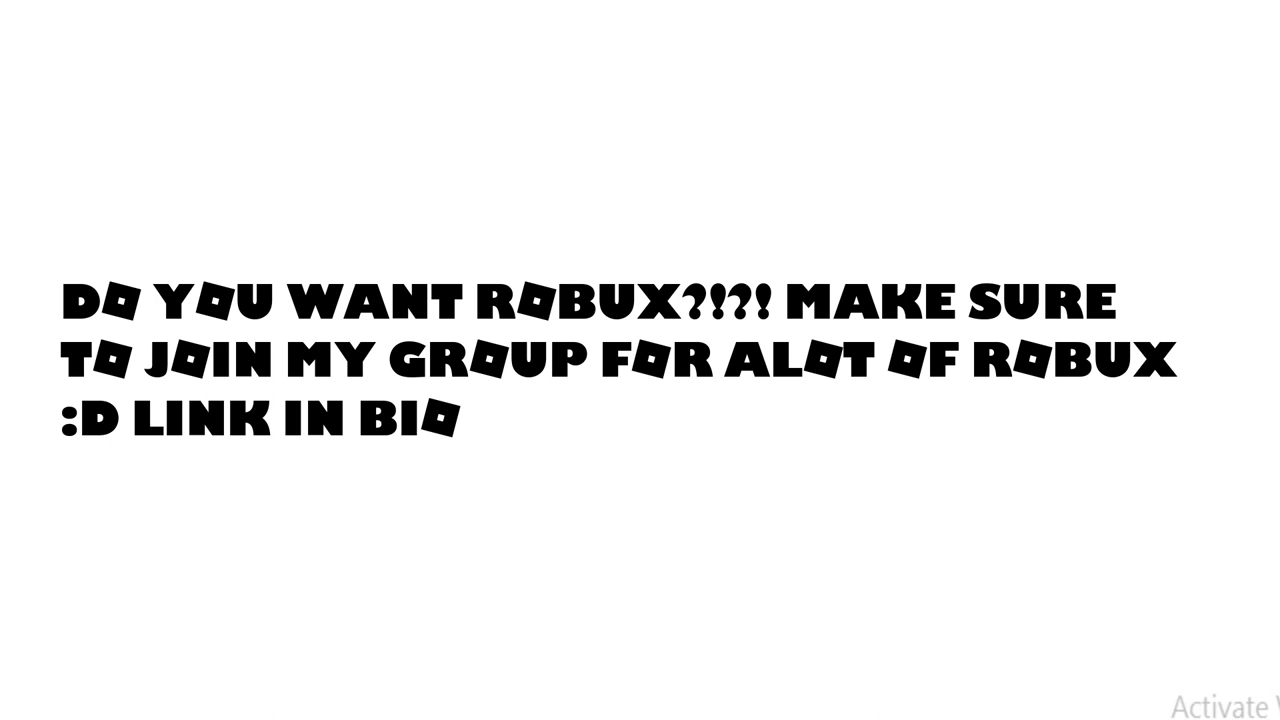 DO YOU WANT ROBUX?!?! MAKE SURE
TO JOIN MY GROUP FOR ALOT OF ROBUX
:D LINK IN BIO
Activate